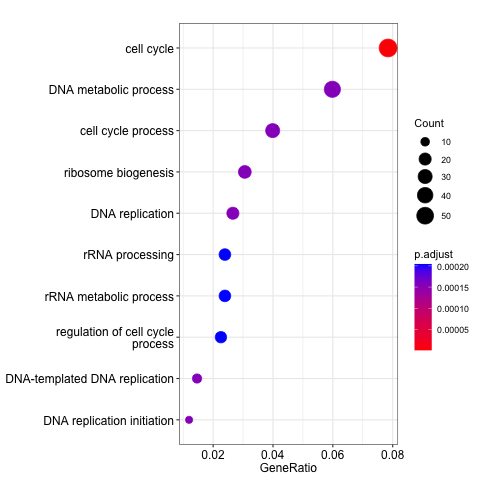 cell cycle
DNA metabolic process
cell cycle process
ribosome biogenesis
DNA replication
rRNA processing
rRNA metabolic process
regulation of cell cycle
process
DNA-templated DNA replication
DNA replication initiation
0.02 0.04 0.06 0.08
GeneRatio
Count
10
20
30
40
50
p.adjust
0.00020
0.00015
0.00010
0.00005